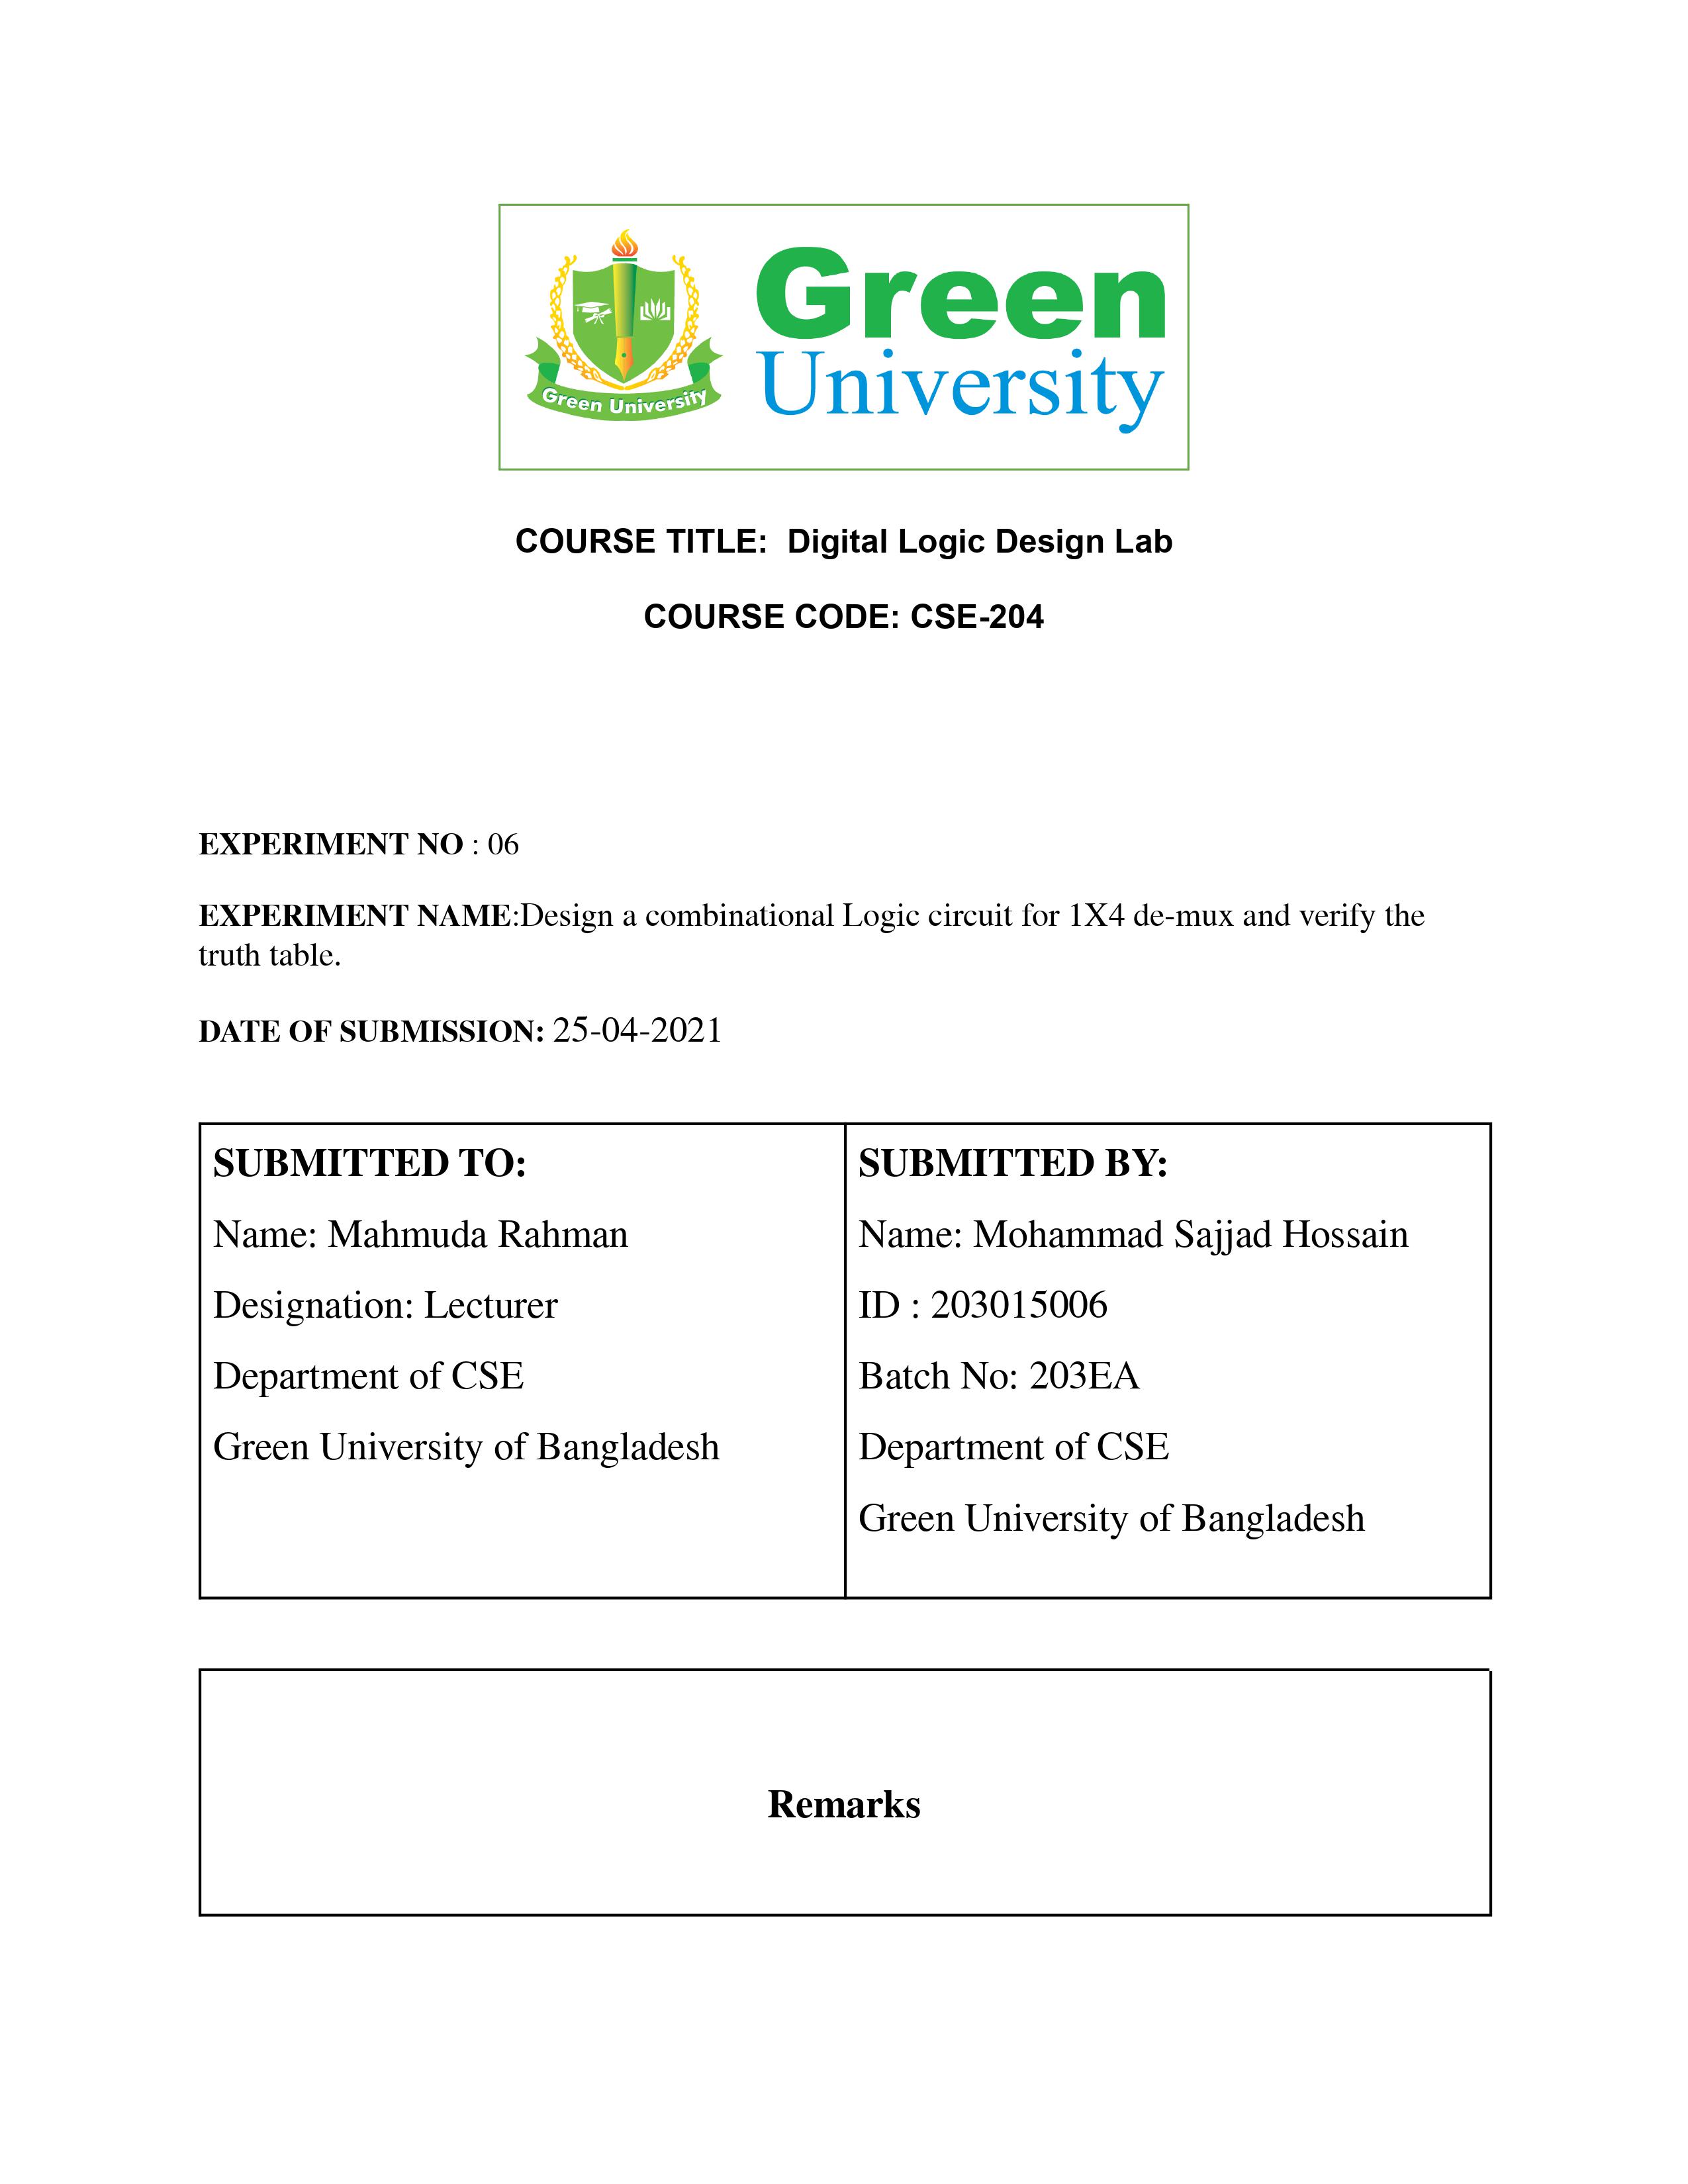 Green University
Green
University
COURSE TITLE:  Digital Logic Design Lab
COURSE CODE: CSE-204
EXPERIMENT NO : 06
EXPERIMENT NAME:Design a combinational Logic circuit for 1X4 de-mux and verify the
truth table.
DATE OF SUBMISSION: 25-04-2021
SUBMITTED TO:
Name: Mahmuda Rahman
Designation: Lecturer
Department of CSE
Green University of Bangladesh
SUBMITTED BY:
Name: Mohammad Sajjad Hossain
ID : 203015006
Batch No: 203EA
Department of CSE
Green University of Bangladesh
Remarks